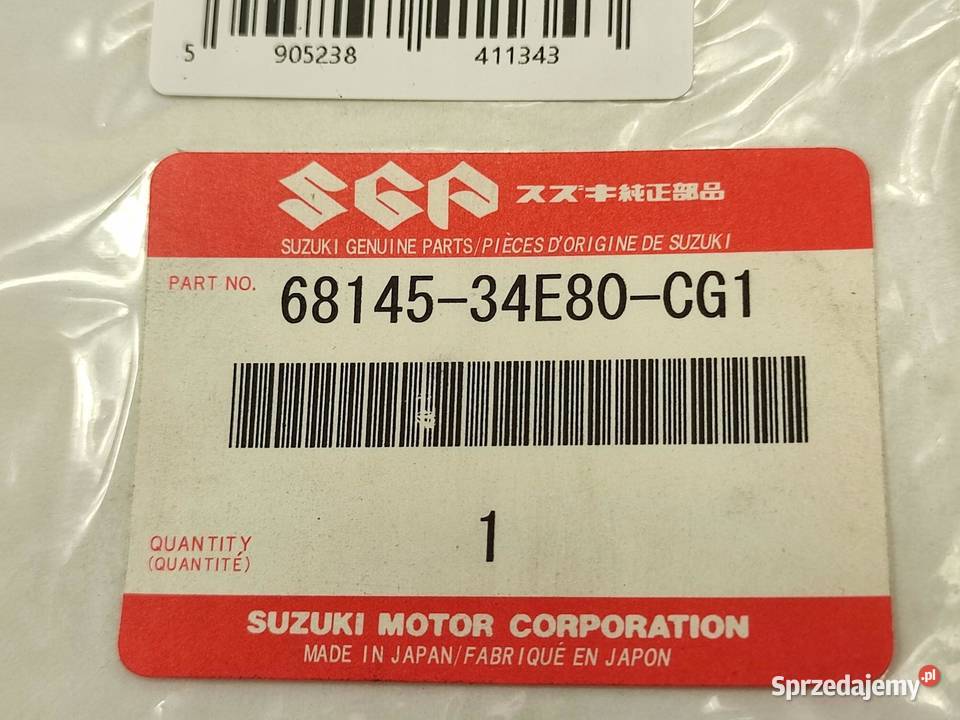 5 905238 411343
SGP スズキ純正部品
SUZUKI GENUINE PARTS/PIÈCES D'ORIGINE DE SUZUKI
PART NO. 68145-34E80-CG1
1
QUANTITY
(QUANTITÉ)
SUZUKI MOTOR CORPORATION
MADE IN JAPAN/FABRIQUÉ EN JAPON
Sprzedajemy.pl